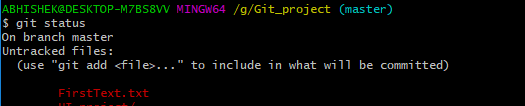 ABHISHEK@DESKTOP-M7BS8VV MINGW64 /g/Git_project (master)
$ git status
On branch master
Untracked files:
(use "git add <file>..." to include in what will be committed)
FirstText.txt